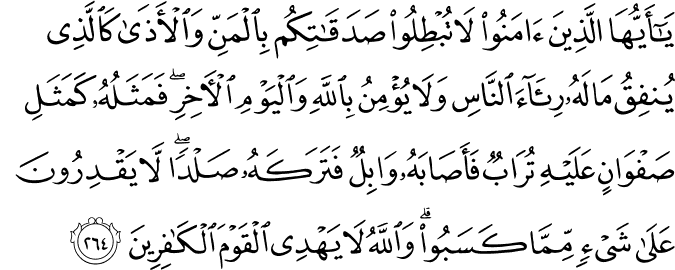 يَـٰٓأَيُّهَا ٱلَّذِينَ ءَامَنُوا۟ لَا تُبْطِلُوا۟ صَدَقَـٰتِكُم بِٱلْمَنِّ وَٱلْأَذَىٰ كَٱلَّذِى
يُنفِقُ مَالَهُۥ رِئَآءَ ٱلنَّاسِ وَلَا يُؤْمِنُ بِٱللَّهِ وَٱلْيَوْمِ ٱلْـَٔاخِرِ ۖ فَمَثَلُهُۥ كَمَثَلِ
صَفْوَانٍ عَلَيْهِ تُرَابٌ فَأَصَابَهُۥ وَابِلٌ فَتَرَكَهُۥ صَلْدًا ۖ لَّا يَقْدِرُونَ
عَلَىٰ شَىْءٍ مِّمَّا كَسَبُوا۟ ۗ وَٱللَّهُ لَا يَهْدِى ٱلْقَوْمَ ٱلْكَـٰفِرِينَ ٢٦٤